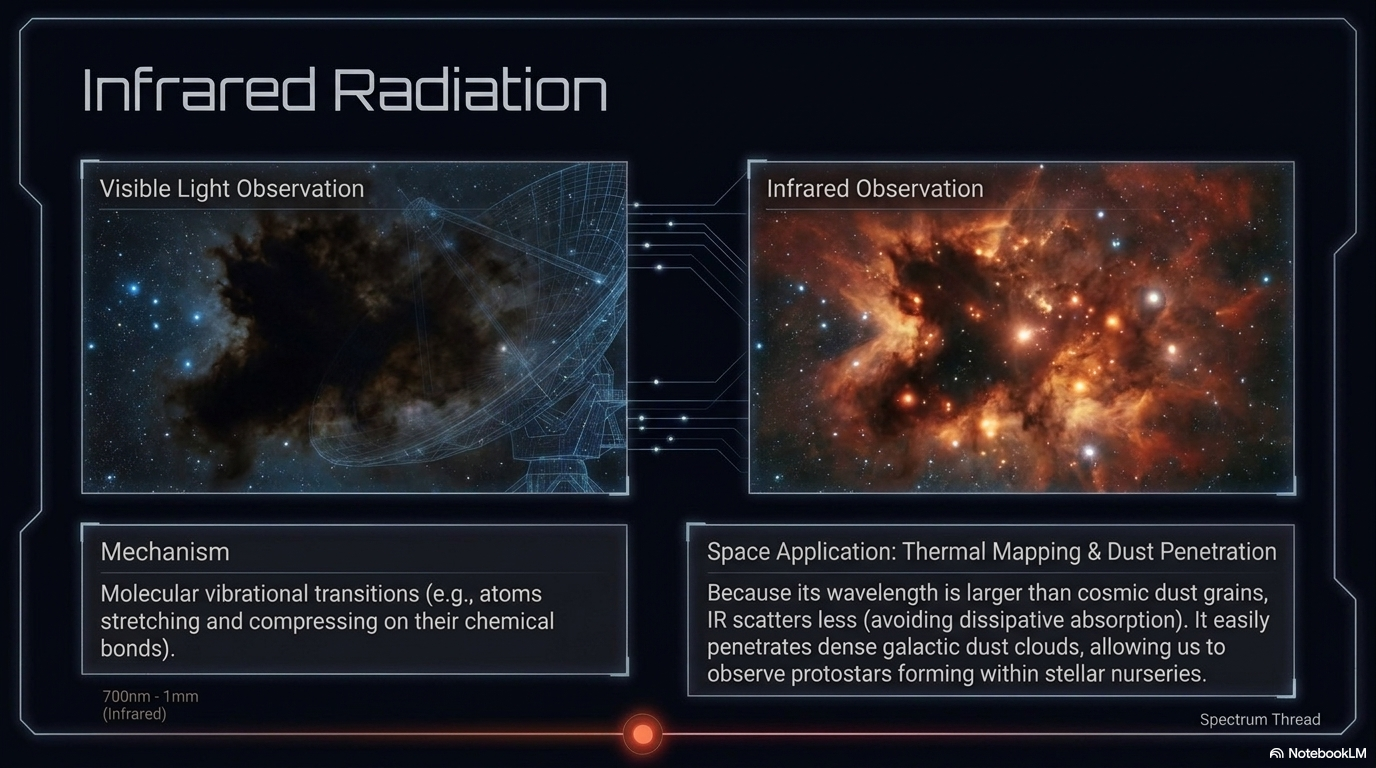 Infrared Radiation
Visible Light Observation
Infrared Observation
Mechanism
Molecular vibrational transitions (e.g., atoms
stretching and compressing on their chemical
bonds).
Space Application: Thermal Mapping & Dust Penetration
Because its wavelength is larger than cosmic dust grains,
IR scatters less (avoiding dissipative absorption). It easily
penetrates dense galactic dust clouds, allowing us to
observe protostars forming within stellar nurseries.
700nm - 1mm
(Infrared)
Spectrum Thread
NotebookLM